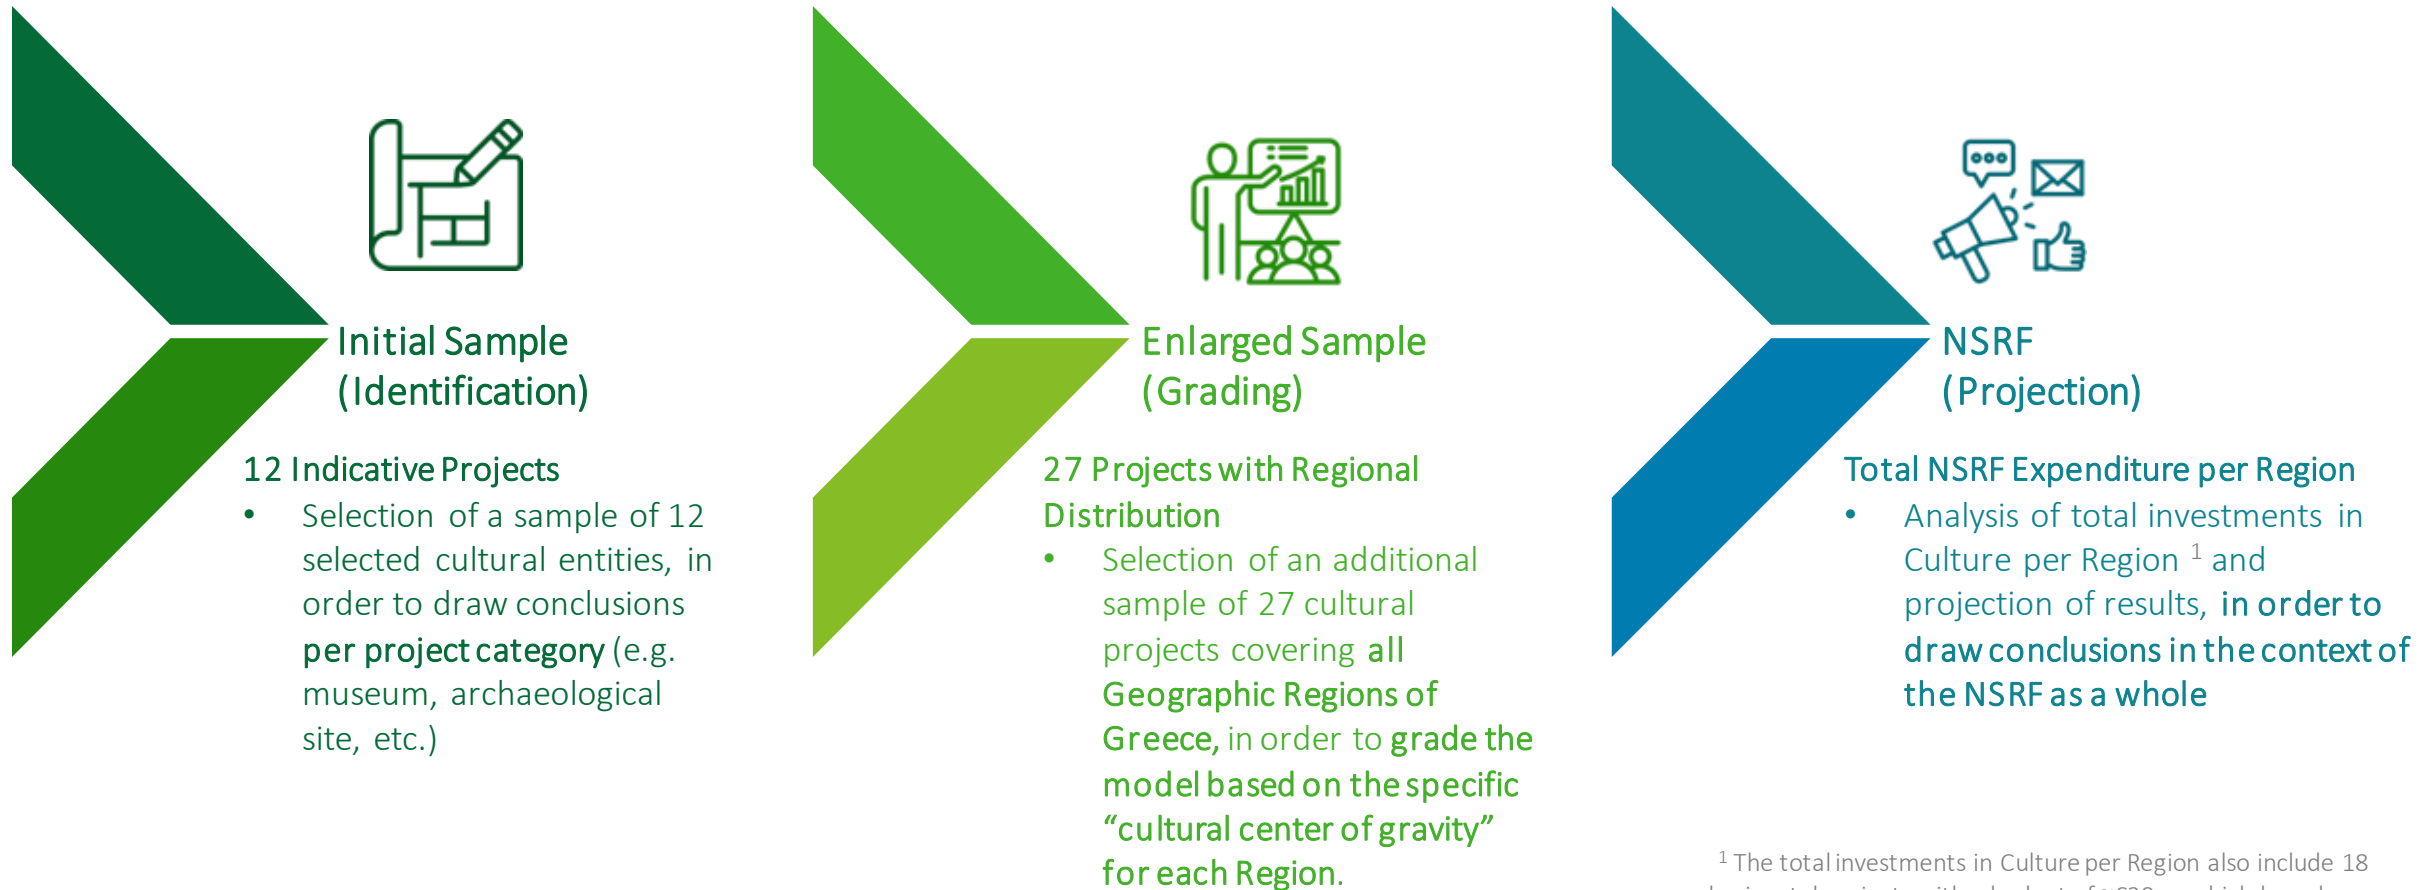 Initial Sample
(Identification)
12 Indicative Projects
• Selection of a sample of 12
selected cultural entities, in
order to draw conclusions
per project category (e.g.
museum, archaeological
site, etc.)
Enlarged Sample
(Grading)
27 Projects with Regional
Distribution
• Selection of an additional
sample of 27 cultural
projects covering all
Geographic Regions of
Greece, in order to grade the
model based on the specific
“cultural center of gravity”
for each Region.
NSRF
(Projection)
Total NSRF Expenditure per Region
• Analysis of total investments in
Culture per Region 1 and
projection of results, in order to
draw conclusions in the context of
the NSRF as a whole
1 The total investments in Culture per Region also include 18